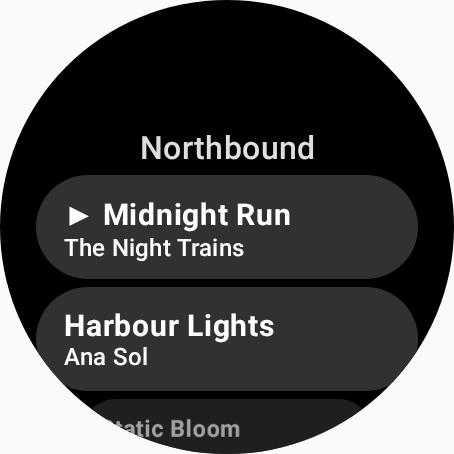 Northbound
► Midnight Run
The Night Trains
Harbour Lights
Ana Sol
Bloom